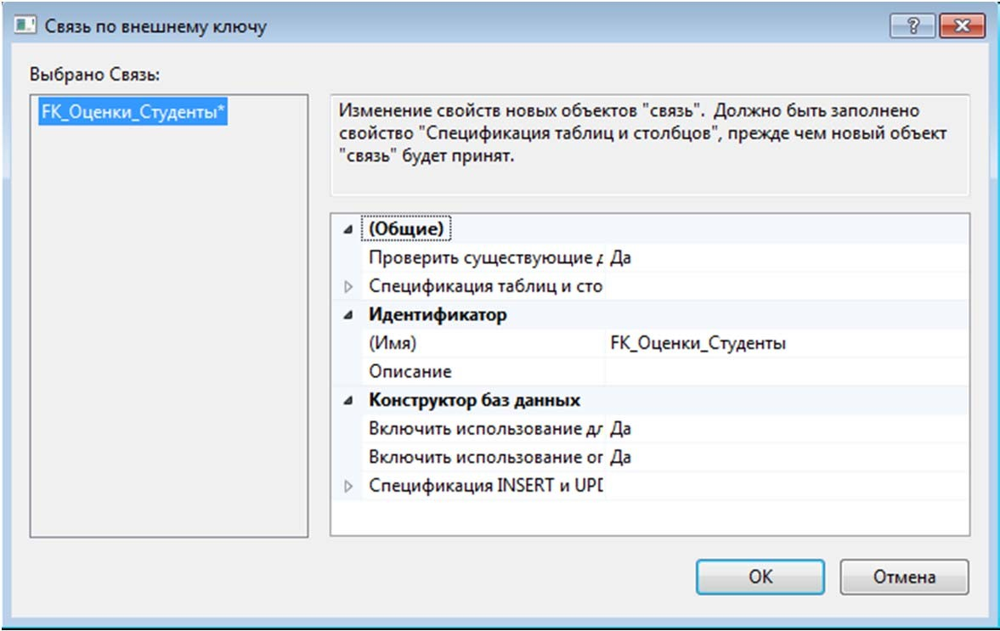 Связь по внешнему ключу
Выбрано Связь:
FK_Оценки_Студенты*
Изменение свойств новых объектов "связь". Должно быть заполнено
свойство "Спецификация таблиц и столбцов", прежде чем новый объект
"связь" будет принят.
(Общие)
Проверить существующие д Да
Спецификация таблиц и сто
Идентификатор
(Имя) FK_Оценки_Студенты
Описание
Конструктор баз данных
Включить использование дл Да
Включить использование ог Да
Спецификация INSERT и UPD
ОК Отмена